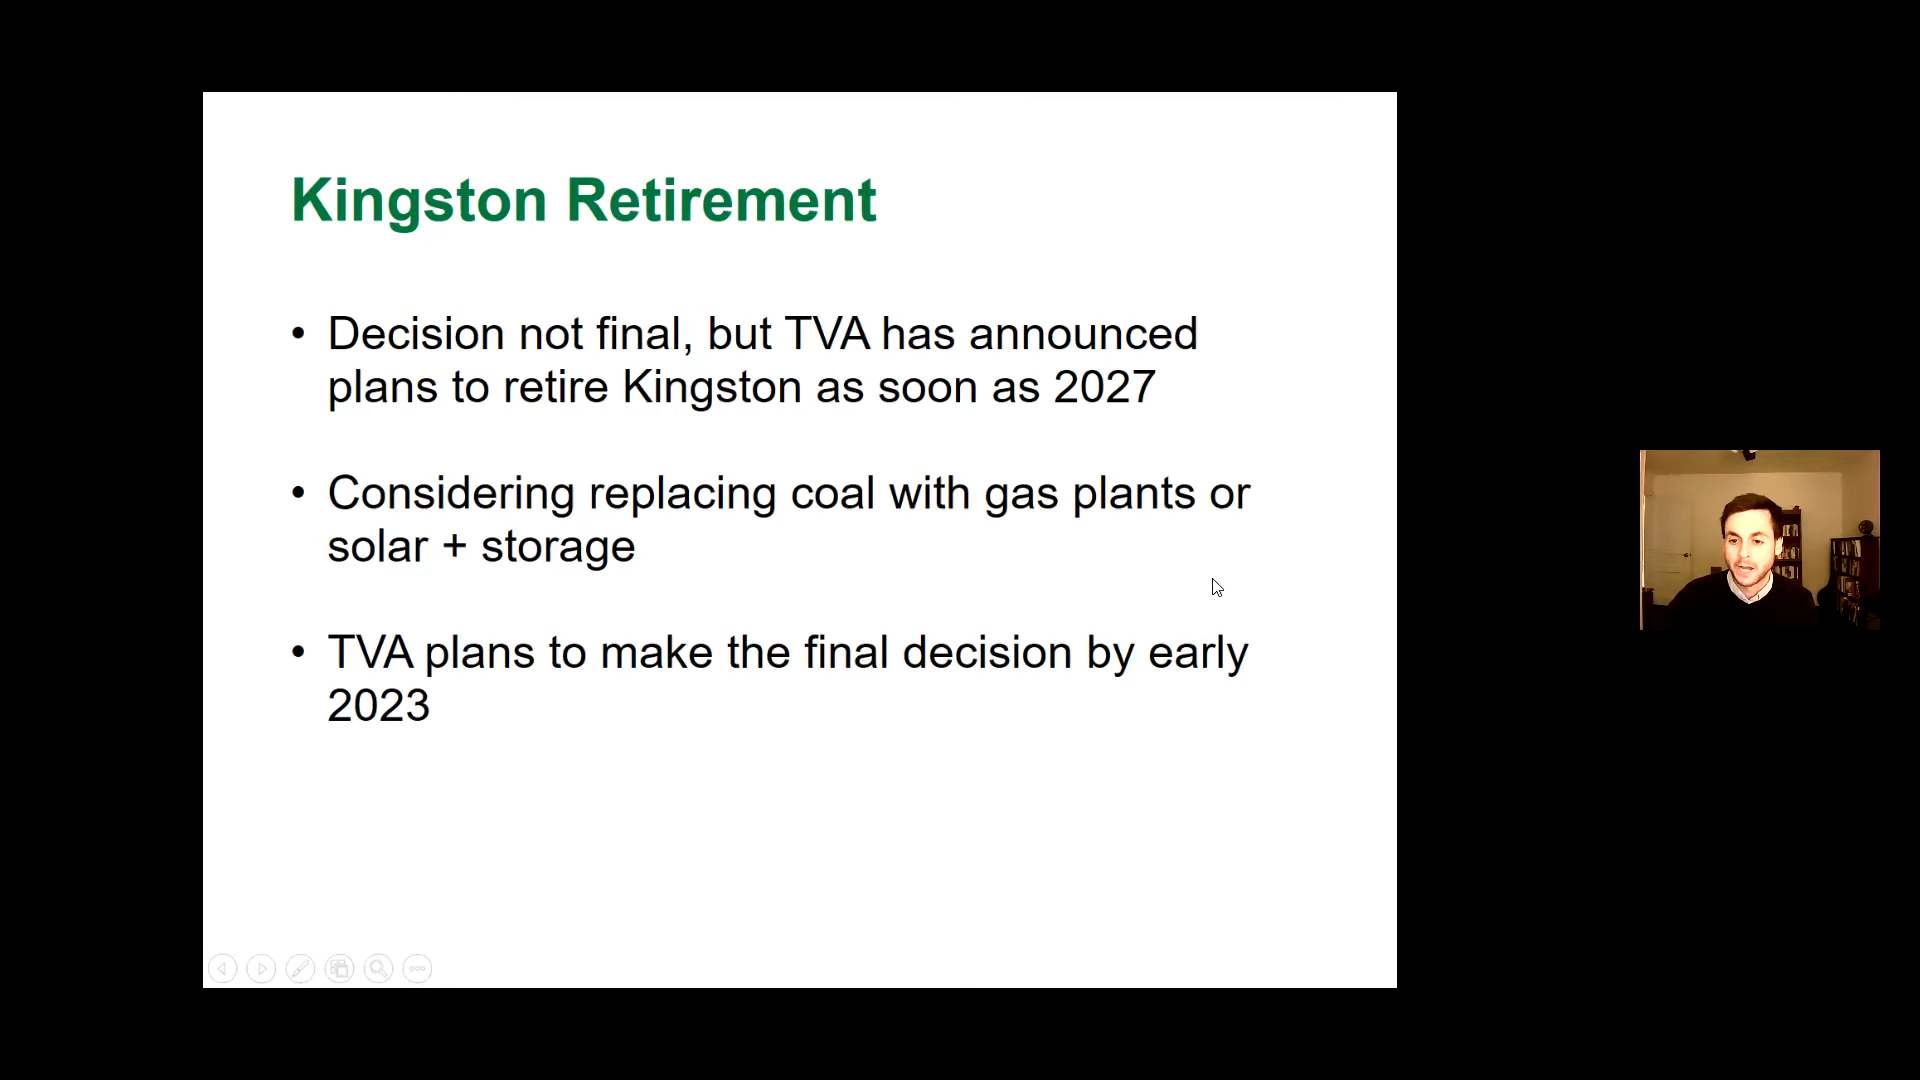 Kingston Retirement
• Decision not final, but TVA has announced
plans to retire Kingston as soon as 2027
• Considering replacing coal with gas plants or
solar + storage
• TVA plans to make the final decision by early
2023